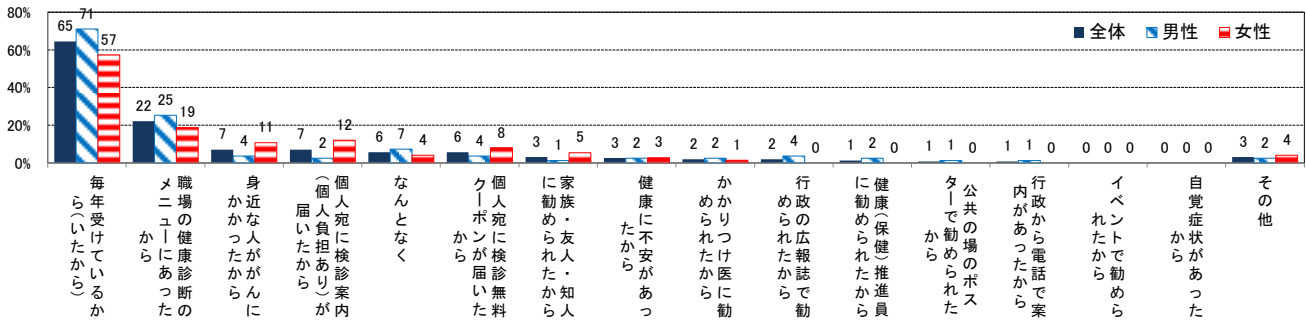 80%
60%
40%
20%
0%
全体 男性 女性
65 71 57
22 25 19
7 4 11
7 2 12
6 7 4
6 4 8
3 1 5
3 2 3
2 2 1
2 4 0
1 2 0
1 1 0
1 1 0
0 0 0
0 0 0
3 2 4
毎年受けているか
ら(いたから)
職場の健康診断の
メニューにあった
から
身近な人ががんに
かかったから
個人宛に検診案内
(個人負担あり)が
届いたから
なんとなく
個人宛に検診無料
クーポンが届いた
から
家族・友人・知人
に勧められたから
健康に不安があっ
たから
かかりつけ医に勧
められたから
行政の広報誌で勧
められたから
健康(保健)推進員
に勧められたから
公共の場のポス
ターで勧められた
から
行政から電話で案
内があったから
イベントで勧めら
れたから
自覚症状があった
から
その他